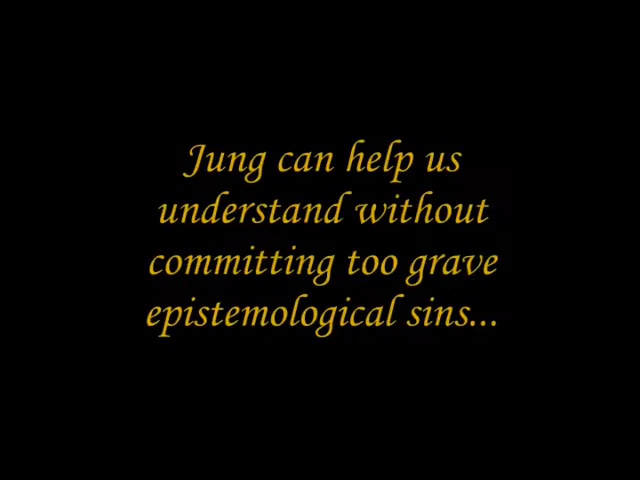 Jung can help us
understand without
committing too grave
epistemological sins...